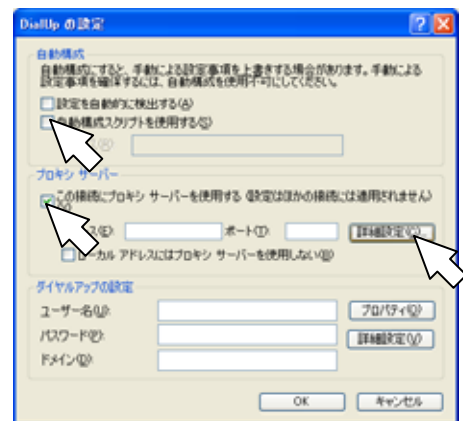 DialUp の設定
自動構成
自動構成にすると、手動による設定事項を上書きする場合があります。手動による
設定事項を確保するには、自動構成を使用不可にしてください。
設定を自動的に検出する(A)
自動構成スクリプトを使用する(S)
(R)
プロキシ サーバー
この接続にプロキシ サーバーを使用する (設定はほかの接続には適用されません)
(X)
ス(E): ポート(T): 詳細設定(C)...
ローカル アドレスにはプロキシ サーバーを使用しない(B)
ダイヤルアップの設定
ユーザー名(U): プロパティ(O)
パスワード(P): 詳細設定(V)
ドメイン(D):
OK キャンセル